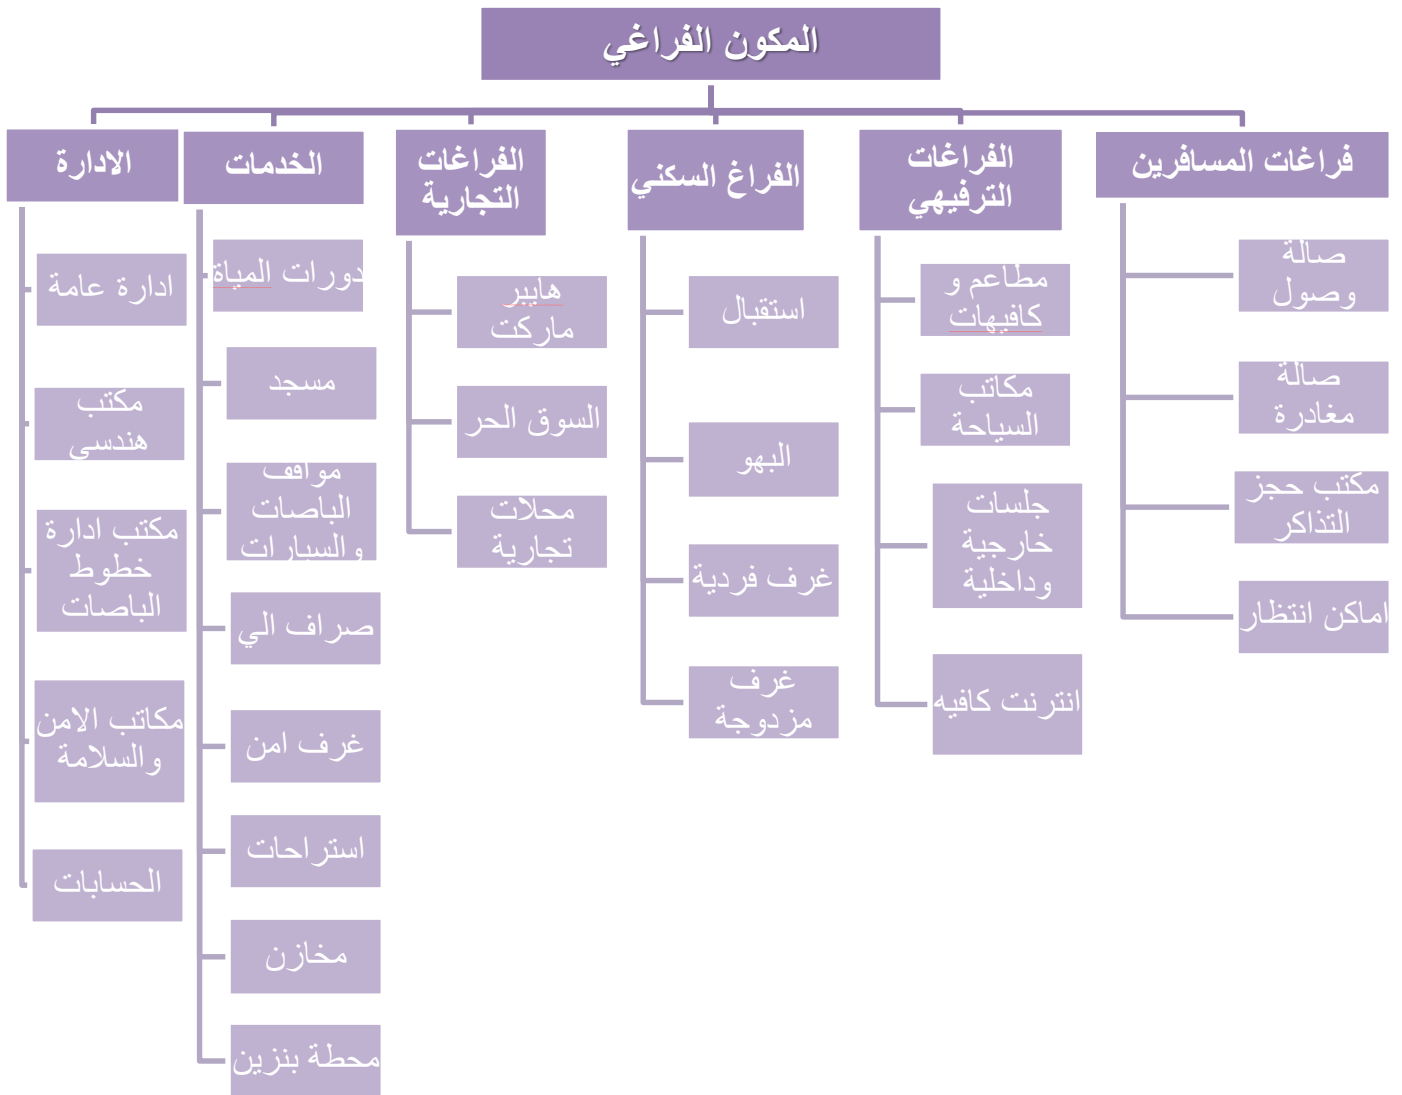 المكون الفراغي
فراغات المسافرين
صالة
وصول
صالة
مغادرة
مكتب حجز
التذاكر
اماكن انتظار
الفراغات
الترفيهي
مطاعم و
كافيهات
مكاتب
السياحة
جلسات
خارجية
وداخلية
انترنت كافيه
الفراغ السكني
استقبال
البهو
غرف فردية
غرف
مزدوجة
الفراغات
التجارية
هايبر
ماركت
السوق الحر
محلات
تجارية
الخدمات
دورات المياة
مسجد
مواقف
الباصات
والسيارات
صراف الي
غرف امن
استراحات
مخازن
محطة بنزين
الادارة
ادارة عامة
مكتب
هندسي
مكتب ادارة
خطوط
الباصات
مكاتب الامن
والسلامة
الحسابات